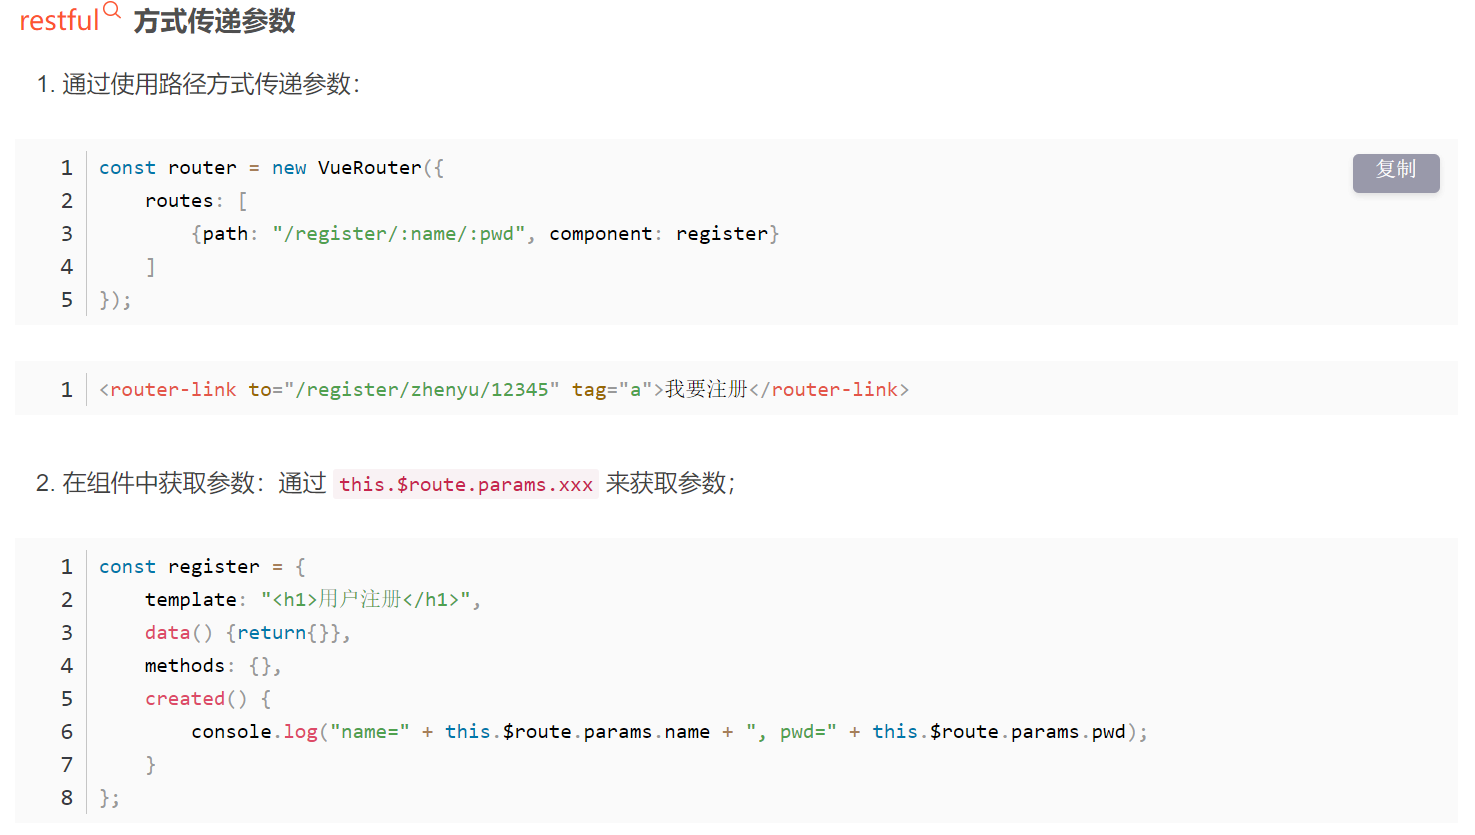 restful 方式传递参数
1. 通过使用路径方式传递参数：
复制
1 const router = new VueRouter({
2     routes: [
3         {path: "/register/:name/:pwd", component: register}
4     ]
5 });
1 <router-link to="/register/zhenyu/12345" tag="a">我要注册</router-link>
2. 在组件中获取参数：通过 this.$route.params.xxx 来获取参数；
1 const register = {
2     template: "<h1>用户注册</h1>",
3     data() {return{}},
4     methods: {},
5     created() {
6         console.log("name=" + this.$route.params.name + ", pwd=" + this.$route.params.pwd);
7     }
8 };